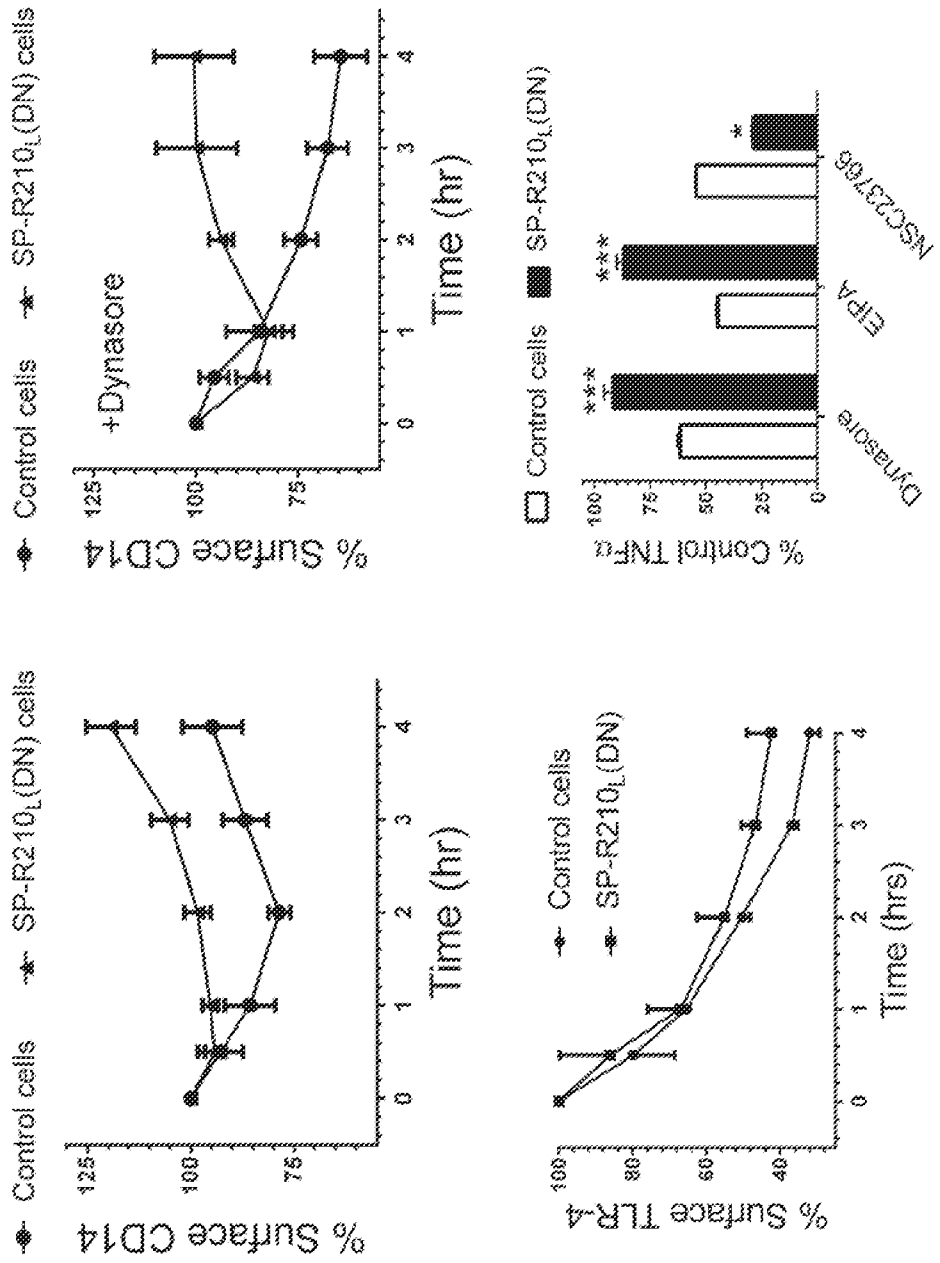 Control cells
SP-R210L(DN) cells
% Surface CD14
125
100
75
0 1 2 3 4
Time (hr)
Control cells
SP-R210L(DN) cells
+Dynasore
% Surface CD14
125
100
75
0 1 2 3 4
Time (hr)
Control cells
SP-R210L(DN)
% Surface TLR-4
100
80
60
40
0 1 2 3 4
Time (hrs)
Control cells
SP-R210L(DN)
% Control TNFα
100
75
50
25
0
***
***
*
Dynasore
EIPA
NSC23766